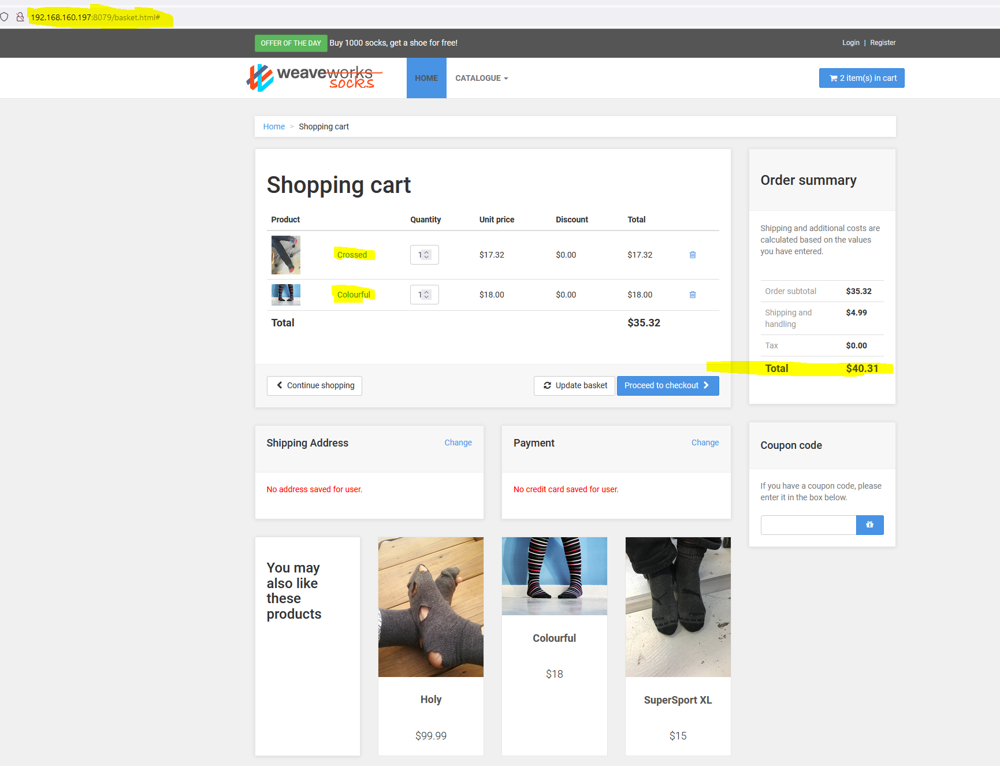 192.168.160.197:8079/basket.html#
OFFER OF THE DAY Buy 1000 socks, get a shoe for free!
Login | Register
weaveworks
socks
HOME
CATALOGUE
2 item(s) in cart
Home > Shopping cart
Shopping cart
Product Quantity Unit price Discount Total
Crossed 1 $17.32 $0.00 $17.32
Colourful 1 $18.00 $0.00 $18.00
Total $35.32
Continue shopping
Update basket
Proceed to checkout
Order summary
Shipping and additional costs are
calculated based on the values
you have entered.
Order subtotal $35.32
Shipping and
handling $4.99
Tax $0.00
Total $40.31
Shipping Address Change
No address saved for user.
Payment Change
No credit card saved for user.
Coupon code
If you have a coupon code, please
enter it in the box below.
You may
also like
these
products
Holy
$99.99
Colourful
$18
SuperSport XL
$15